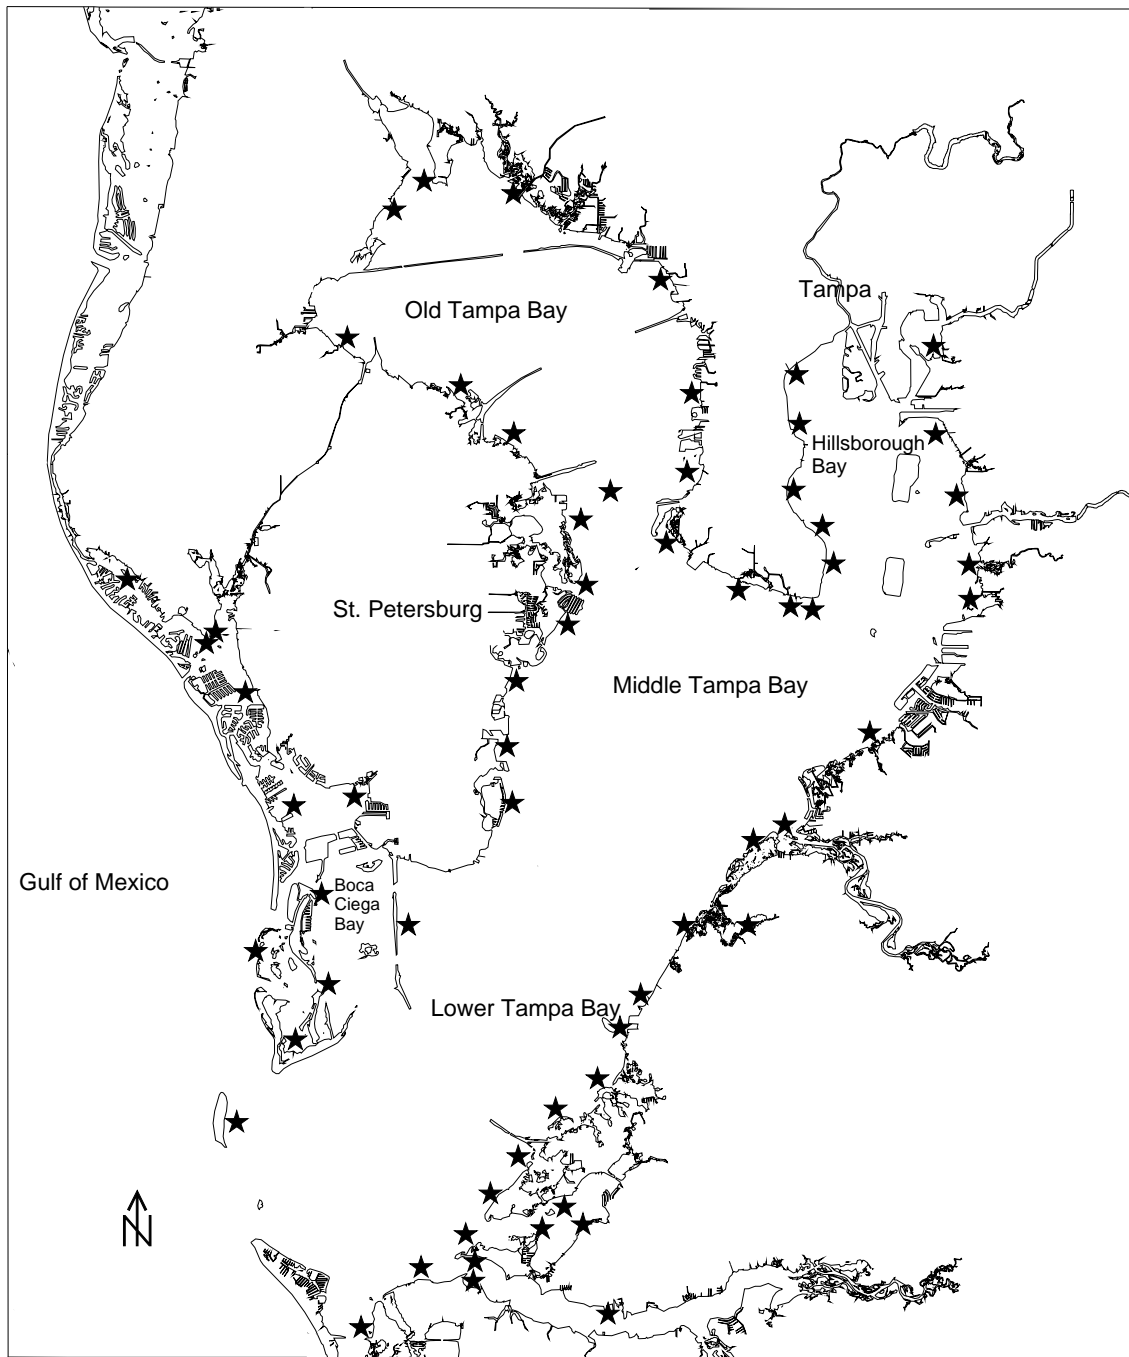 Tampa
Old Tampa Bay
Hillsborough
Bay
St. Petersburg
Middle Tampa Bay
Gulf of Mexico
Boca
Ciega
Bay
Lower Tampa Bay
N